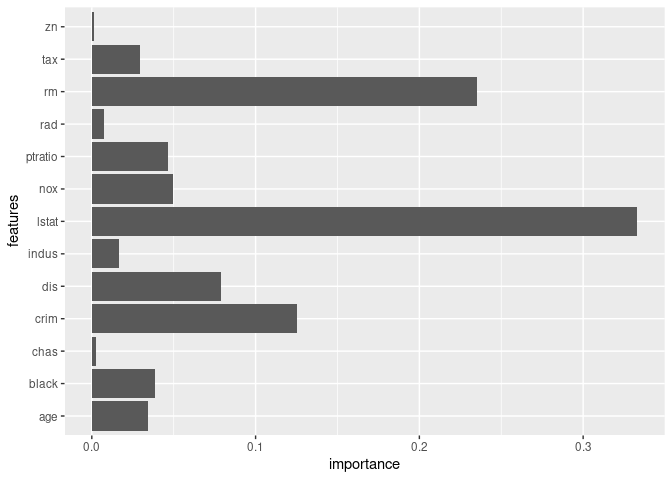 zn
tax
rm
rad
ptratio
nox
lstat
indus
dis
crim
chas
black
age
features
0.0 0.1 0.2 0.3
importance